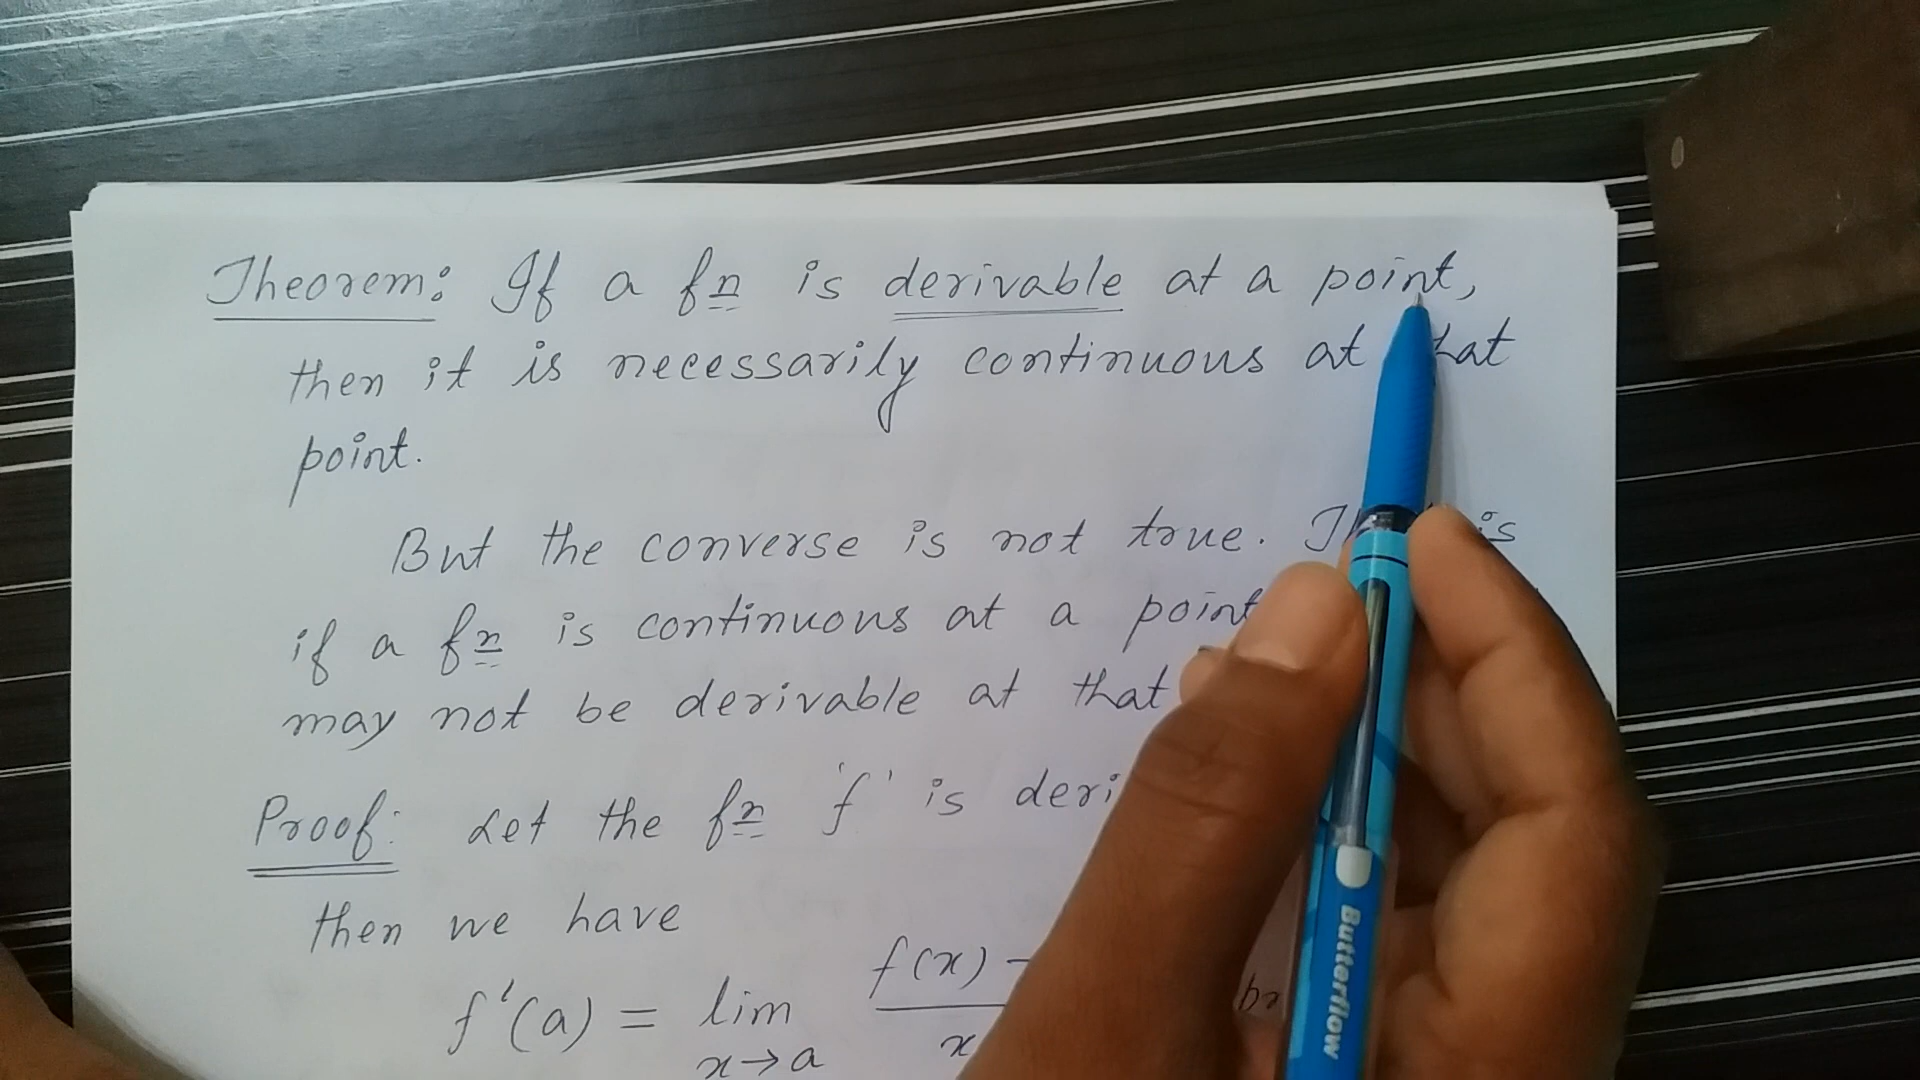 Theorem: If a fn is derivable at a point,
then it is necessarily continuous at
point.
But the converse is not true. is
if a fn is continuous at a point
may not be derivable at that
Proof: Let the fn 'f' is
then we have
f'(a) = lim x→a f(x) - x
Butterflow